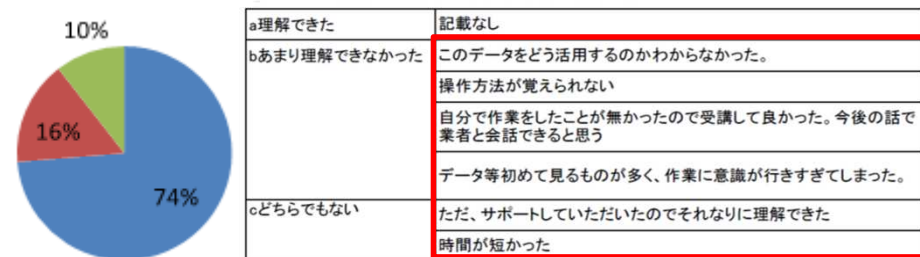 10%
16%
74%
a理解できた
記載なし
bあまり理解できなかった
このデータをどう活用するのかわからなかった。
操作方法が覚えられない
自分で作業をしたことが無かったので受講して良かった。今後の話で
業者と会話できると思う
データ等初めて見るものが多く、作業に意識が行きすぎてしまった。
cどちらでもない
ただ、サポートしていただいたのでそれなりに理解できた
時間が短かった